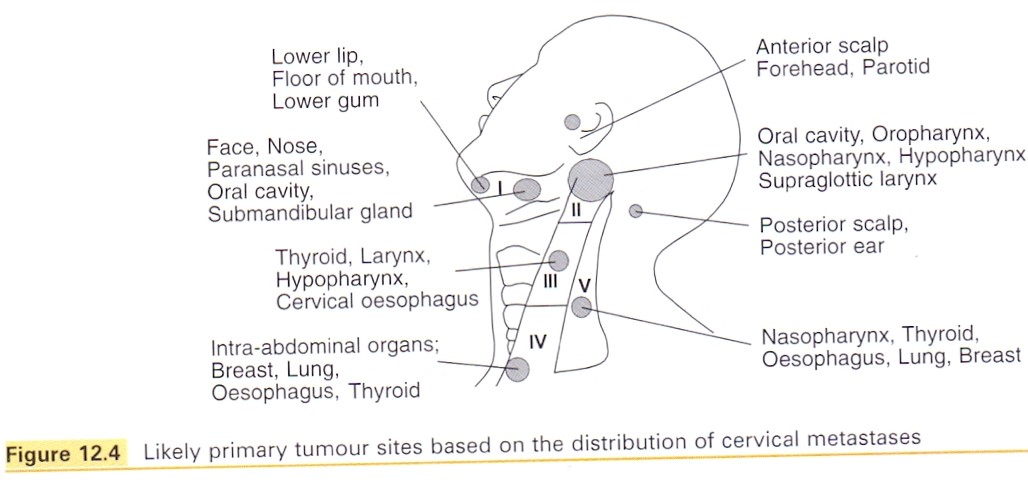 Lower lip,
Floor of mouth,
Lower gum
Face, Nose,
Paranasal sinuses,
Oral cavity,
Submandibular gland
Thyroid, Larynx,
Hypopharynx,
Cervical oesophagus
Intra-abdominal organs;
Breast, Lung,
Oesophagus, Thyroid
I
II
III
V
IV
Anterior scalp
Forehead, Parotid
Oral cavity, Oropharynx,
Nasopharynx, Hypopharynx
Supraglottic larynx
Posterior scalp,
Posterior ear
Nasopharynx, Thyroid,
Oesophagus, Lung, Breast
Figure 12.4 Likely primary tumour sites based on the distribution of cervical metastases